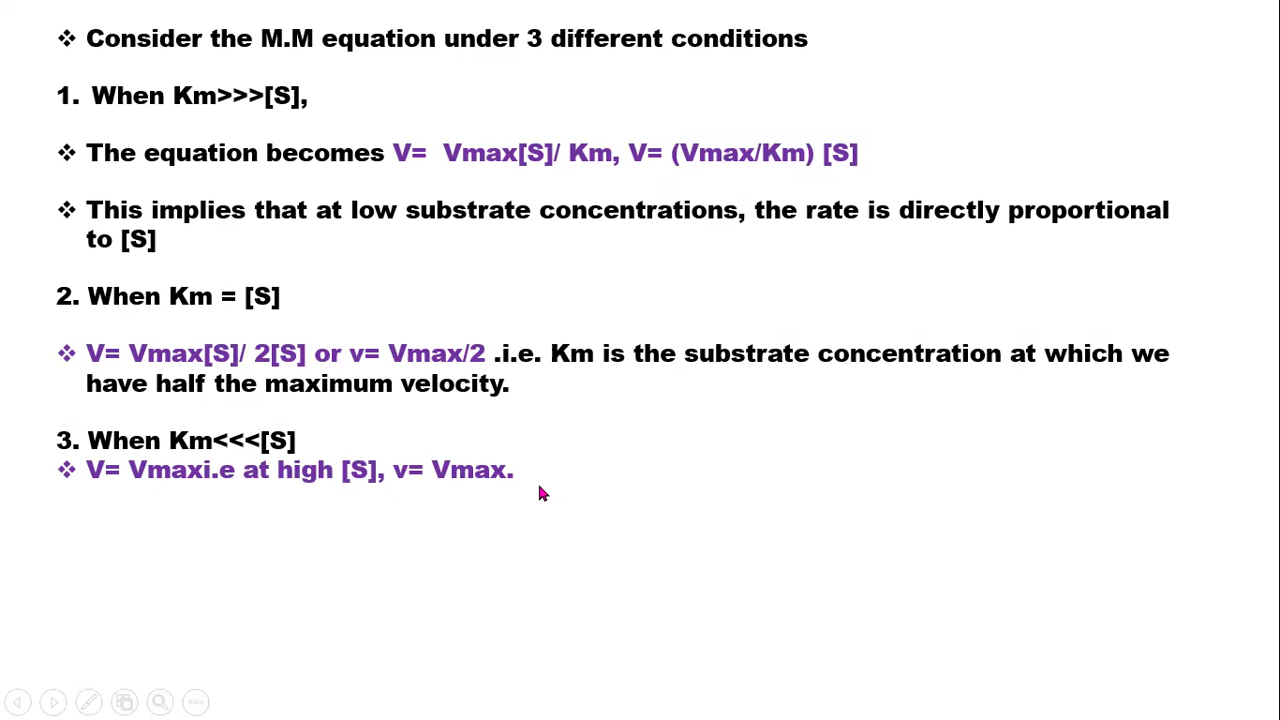 ❖ Consider the M.M equation under 3 different conditions
1. When Km>>>[S],
❖ The equation becomes V= Vmax[S]/ Km, V= (Vmax/Km) [S]
❖ This implies that at low substrate concentrations, the rate is directly proportional
to [S]
2. When Km = [S]
❖ V= Vmax[S]/ 2[S] or v= Vmax/2 .i.e. Km is the substrate concentration at which we
have half the maximum velocity.
3. When Km<<<[S]
❖ V= Vmaxi.e at high [S], v= Vmax.